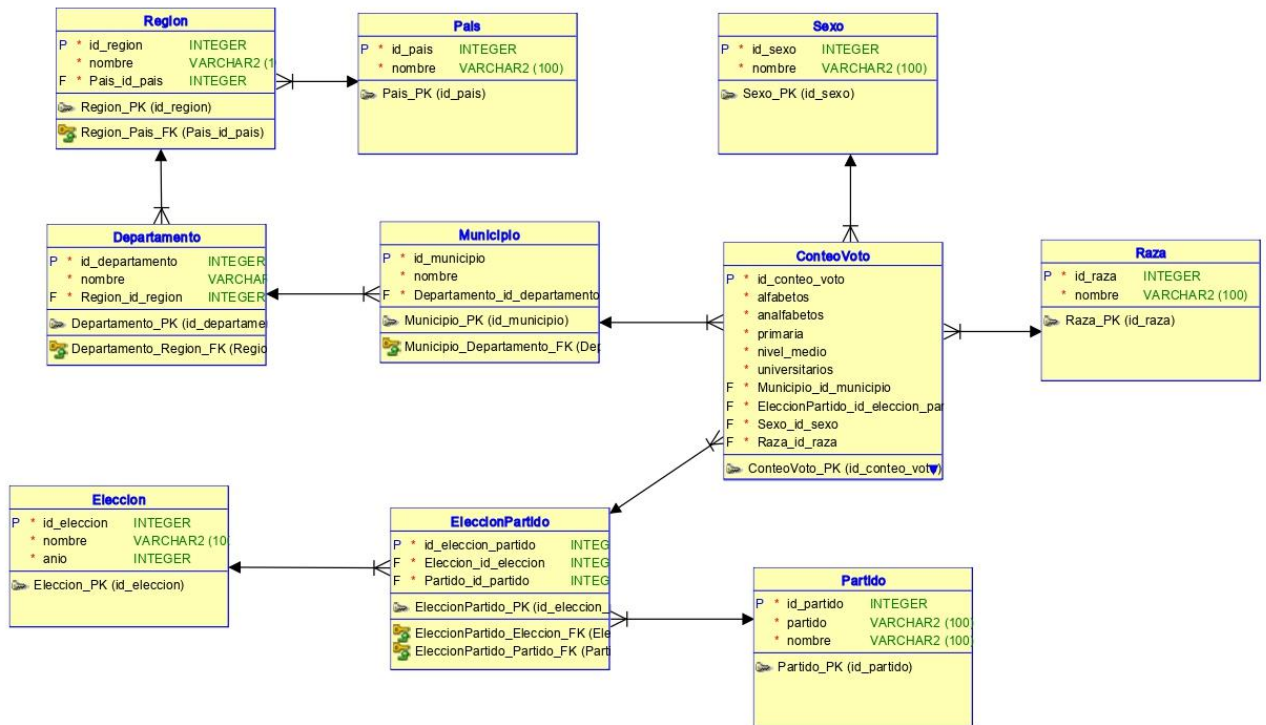 Region
P * id_region INTEGER
* nombre VARCHAR2 (1
F * Pais_id_pais INTEGER
Region_PK (id_region)
Region_Pais_FK (Pais_id_pais)
Pais
P * id_pais INTEGER
* nombre VARCHAR2 (100)
Pais_PK (id_pais)
Sexo
P * id_sexo INTEGER
* nombre VARCHAR2 (100)
Sexo_PK (id_sexo)
Departamento
P * id_departamento INTEGER
* nombre VARCHAR
F * Region_id_region INTEGER
Departamento_PK (id_departame
Departamento_Region_FK (Regio
Municipio
P * id_municipio
* nombre
F * Departamento_id_departamento
Municipio_PK (id_municipio)
Municipio_Departamento_FK (Dep
ConteoVoto
P * id_conteo_voto
* alfabetos
* analfabetos
* primaria
* nivel_medio
* universitarios
F * Municipio_id_municipio
F * EleccionPartido_id_eleccion_par
F * Sexo_id_sexo
F * Raza_id_raza
ConteoVoto_PK (id_conteo_voto)
Raza
P * id_raza INTEGER
* nombre VARCHAR2 (100)
Raza_PK (id_raza)
Eleccion
P * id_eleccion INTEGER
* nombre VARCHAR2 (10
* anio INTEGER
Eleccion_PK (id_eleccion)
EleccionPartido
P * id_eleccion_partido INTEG
F * Eleccion_id_eleccion INTEG
F * Partido_id_partido INTEG
EleccionPartido_PK (id_eleccion_
EleccionPartido_Eleccion_FK (Ele
EleccionPartido_Partido_FK (Parti
Partido
P * id_partido INTEGER
* partido VARCHAR2 (100)
* nombre VARCHAR2 (100)
Partido_PK (id_partido)